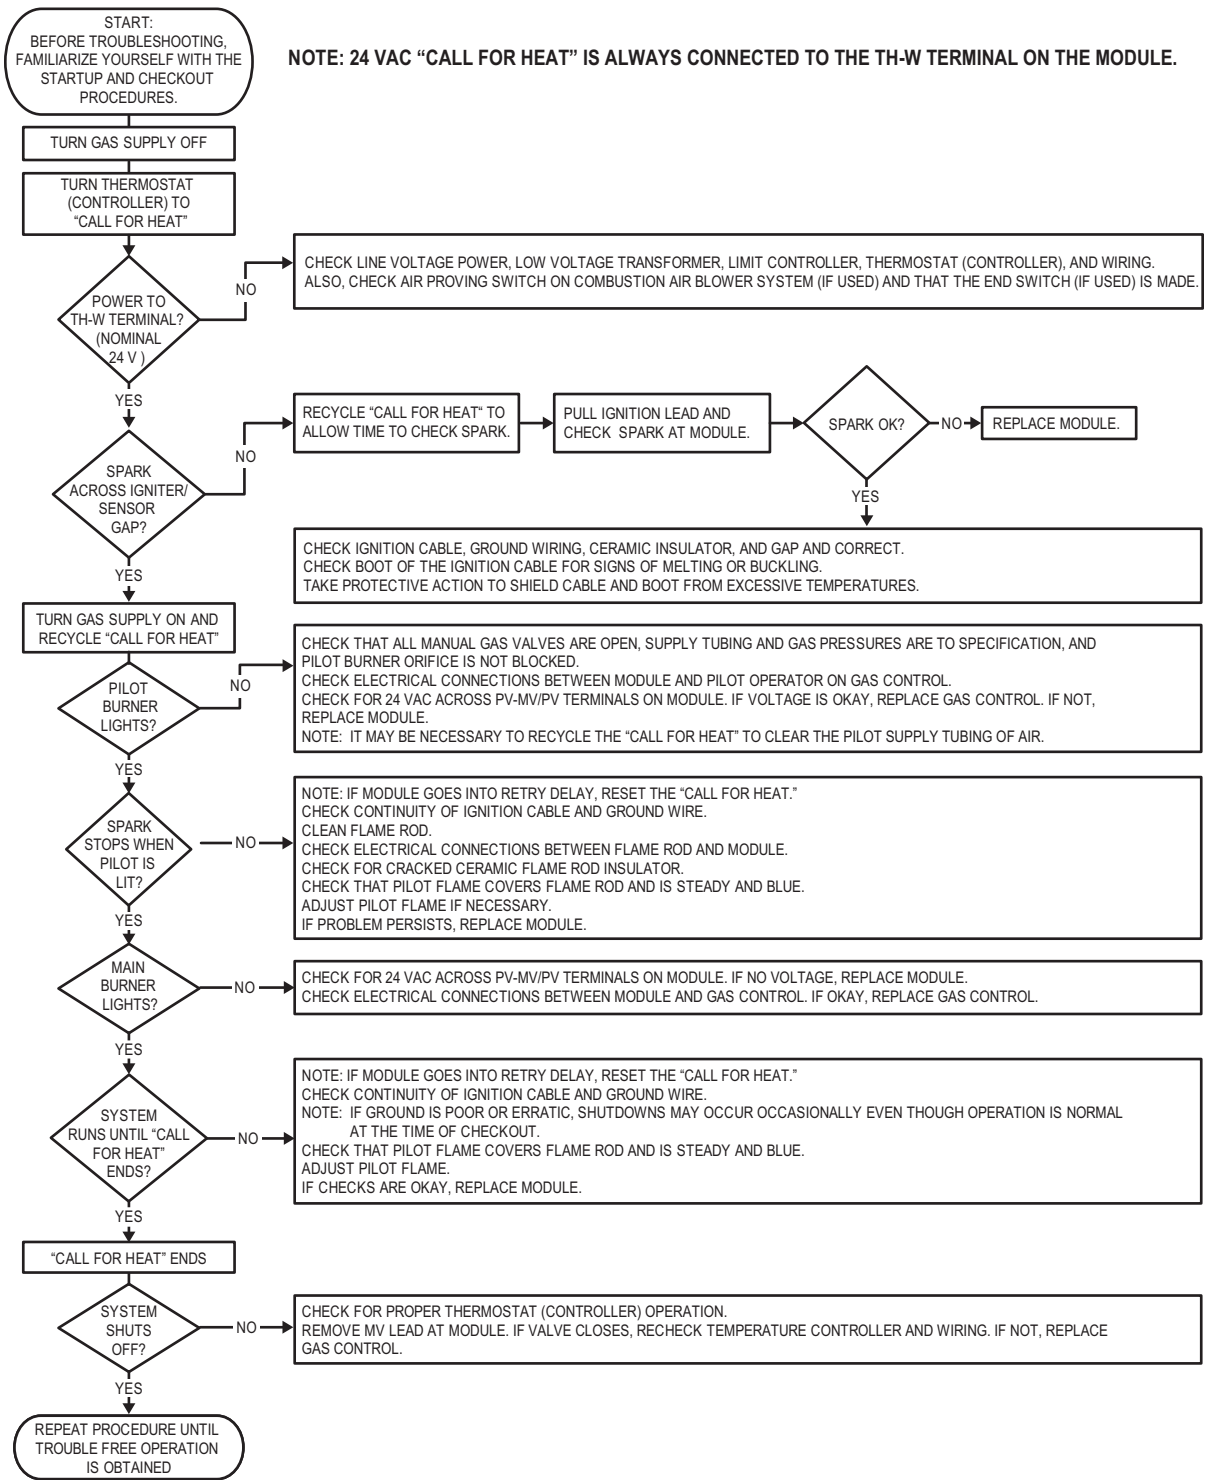 START:
BEFORE TROUBLESHOOTING,
FAMILIARIZE YOURSELF WITH THE
STARTUP AND CHECKOUT
PROCEDURES.
NOTE: 24 VAC “CALL FOR HEAT” IS ALWAYS CONNECTED TO THE TH-W TERMINAL ON THE MODULE.
TURN GAS SUPPLY OFF
TURN THERMOSTAT
(CONTROLLER) TO
“CALL FOR HEAT”
POWER TO
TH-W TERMINAL?
(NOMINAL
24 V )
NO
CHECK LINE VOLTAGE POWER, LOW VOLTAGE TRANSFORMER, LIMIT CONTROLLER, THERMOSTAT (CONTROLLER), AND WIRING.
ALSO, CHECK AIR PROVING SWITCH ON COMBUSTION AIR BLOWER SYSTEM (IF USED) AND THAT THE END SWITCH (IF USED) IS MADE.
YES
SPARK
ACROSS IGNITER/
SENSOR
GAP?
NO
RECYCLE “CALL FOR HEAT“ TO
ALLOW TIME TO CHECK SPARK.
PULL IGNITION LEAD AND
CHECK SPARK AT MODULE.
SPARK OK?
NO
REPLACE MODULE.
YES
CHECK IGNITION CABLE, GROUND WIRING, CERAMIC INSULATOR, AND GAP AND CORRECT.
CHECK BOOT OF THE IGNITION CABLE FOR SIGNS OF MELTING OR BUCKLING.
TAKE PROTECTIVE ACTION TO SHIELD CABLE AND BOOT FROM EXCESSIVE TEMPERATURES.
YES
TURN GAS SUPPLY ON AND
RECYCLE “CALL FOR HEAT”
PILOT
BURNER
LIGHTS?
NO
CHECK THAT ALL MANUAL GAS VALVES ARE OPEN, SUPPLY TUBING AND GAS PRESSURES ARE TO SPECIFICATION, AND
PILOT BURNER ORIFICE IS NOT BLOCKED.
CHECK ELECTRICAL CONNECTIONS BETWEEN MODULE AND PILOT OPERATOR ON GAS CONTROL.
CHECK FOR 24 VAC ACROSS PV-MV/PV TERMINALS ON MODULE. IF VOLTAGE IS OKAY, REPLACE GAS CONTROL. IF NOT,
REPLACE MODULE.
NOTE: IT MAY BE NECESSARY TO RECYCLE THE “CALL FOR HEAT” TO CLEAR THE PILOT SUPPLY TUBING OF AIR.
YES
SPARK
STOPS WHEN
PILOT IS
LIT?
NO
NOTE: IF MODULE GOES INTO RETRY DELAY, RESET THE “CALL FOR HEAT.”
CHECK CONTINUITY OF IGNITION CABLE AND GROUND WIRE.
CLEAN FLAME ROD.
CHECK ELECTRICAL CONNECTIONS BETWEEN FLAME ROD AND MODULE.
CHECK FOR CRACKED CERAMIC FLAME ROD INSULATOR.
CHECK THAT PILOT FLAME COVERS FLAME ROD AND IS STEADY AND BLUE.
ADJUST PILOT FLAME IF NECESSARY.
IF PROBLEM PERSISTS, REPLACE MODULE.
YES
MAIN
BURNER
LIGHTS?
NO
CHECK FOR 24 VAC ACROSS PV-MV/PV TERMINALS ON MODULE. IF NO VOLTAGE, REPLACE MODULE.
CHECK ELECTRICAL CONNECTIONS BETWEEN MODULE AND GAS CONTROL. IF OKAY, REPLACE GAS CONTROL.
YES
SYSTEM
RUNS UNTIL “CALL
FOR HEAT”
ENDS?
NO
NOTE: IF MODULE GOES INTO RETRY DELAY, RESET THE “CALL FOR HEAT.”
CHECK CONTINUITY OF IGNITION CABLE AND GROUND WIRE.
NOTE: IF GROUND IS POOR OR ERRATIC, SHUTDOWNS MAY OCCUR OCCASIONALLY EVEN THOUGH OPERATION IS NORMAL
AT THE TIME OF CHECKOUT.
CHECK THAT PILOT FLAME COVERS FLAME ROD AND IS STEADY AND BLUE.
ADJUST PILOT FLAME.
IF CHECKS ARE OKAY, REPLACE MODULE.
YES
“CALL FOR HEAT” ENDS
SYSTEM
SHUTS
OFF?
NO
CHECK FOR PROPER THERMOSTAT (CONTROLLER) OPERATION.
REMOVE MV LEAD AT MODULE. IF VALVE CLOSES, RECHECK TEMPERATURE CONTROLLER AND WIRING. IF NOT, REPLACE
GAS CONTROL.
YES
REPEAT PROCEDURE UNTIL
TROUBLE FREE OPERATION
IS OBTAINED